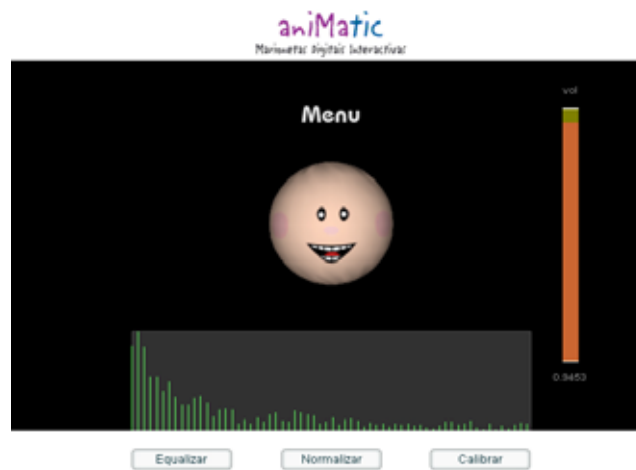 aniMatic
Marionetas Digitais Interactivas
vol
Menu
0.9453
Equalizar
Normalizar
Calibrar